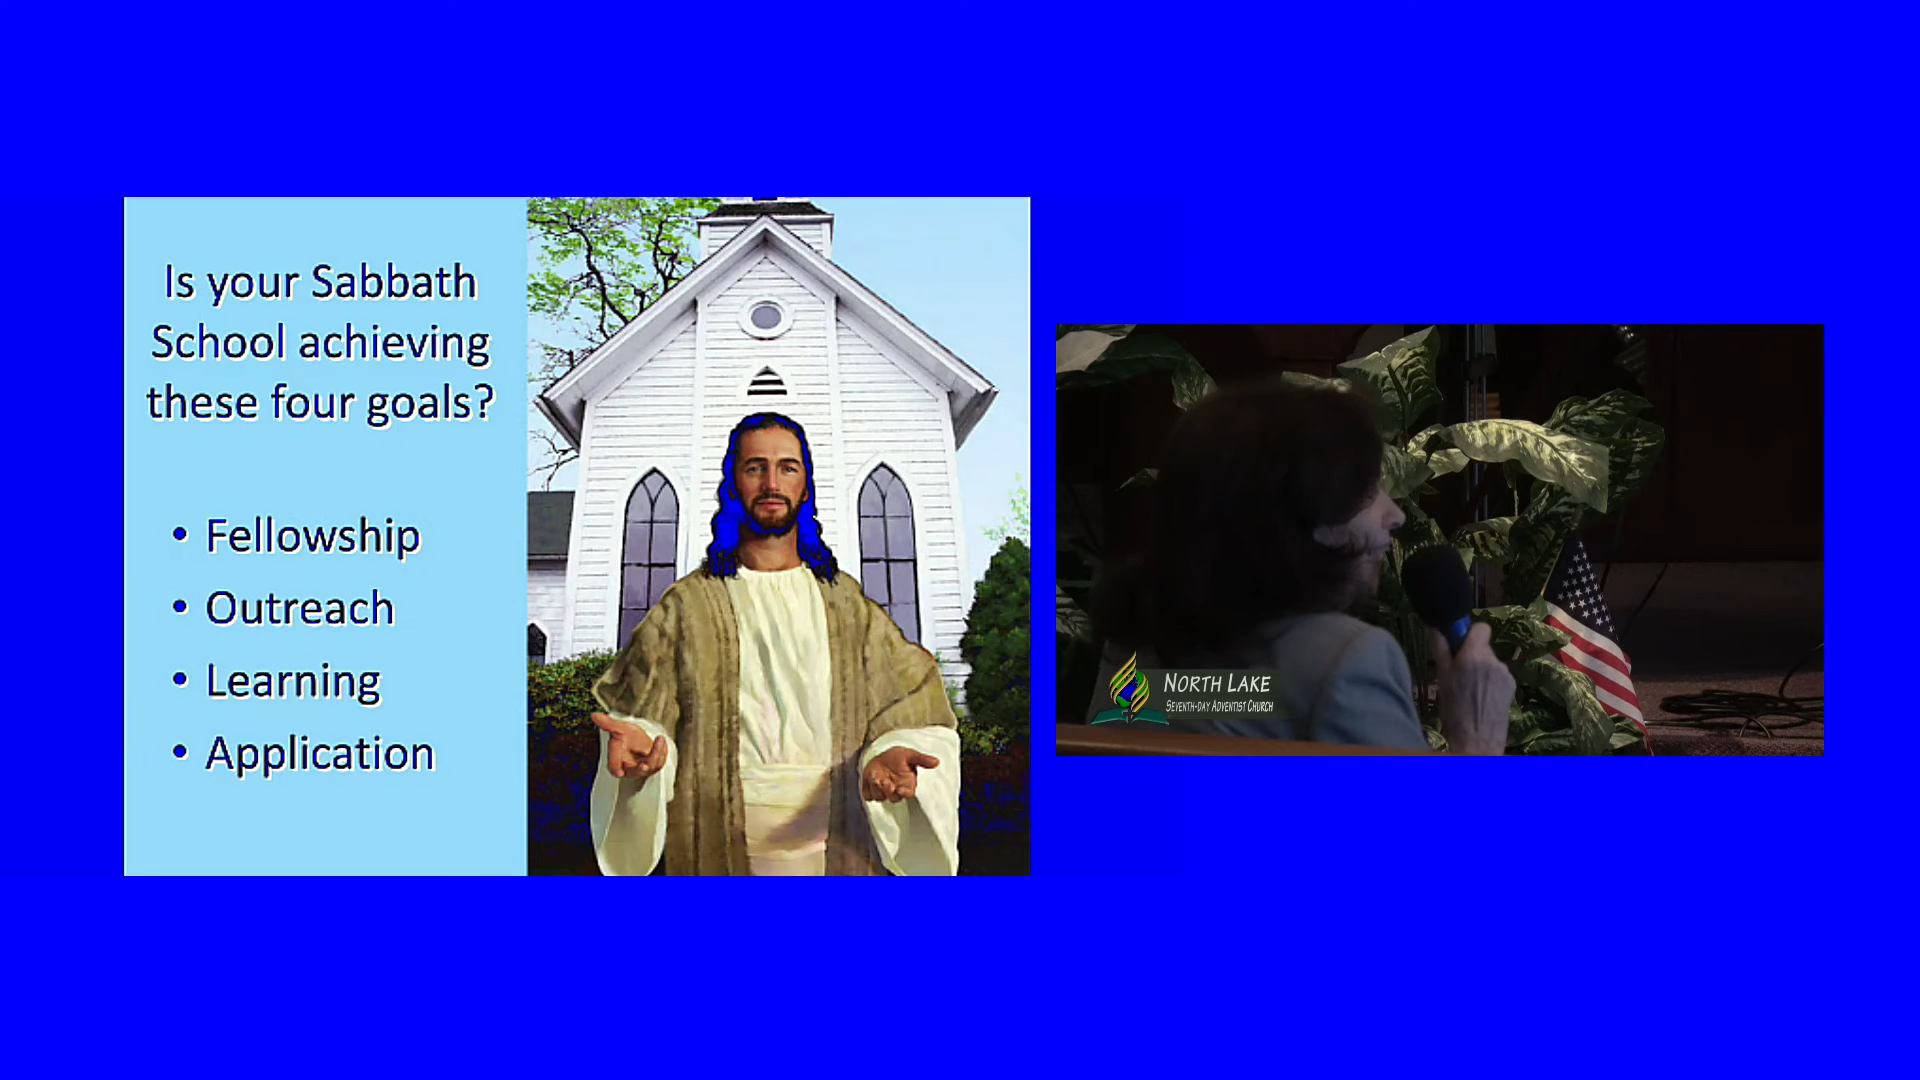 Is your Sabbath
School achieving
these four goals?
• Fellowship
• Outreach
• Learning
• Application
NORTH LAKE
SEVENTH-DAY ADVENTIST CHURCH